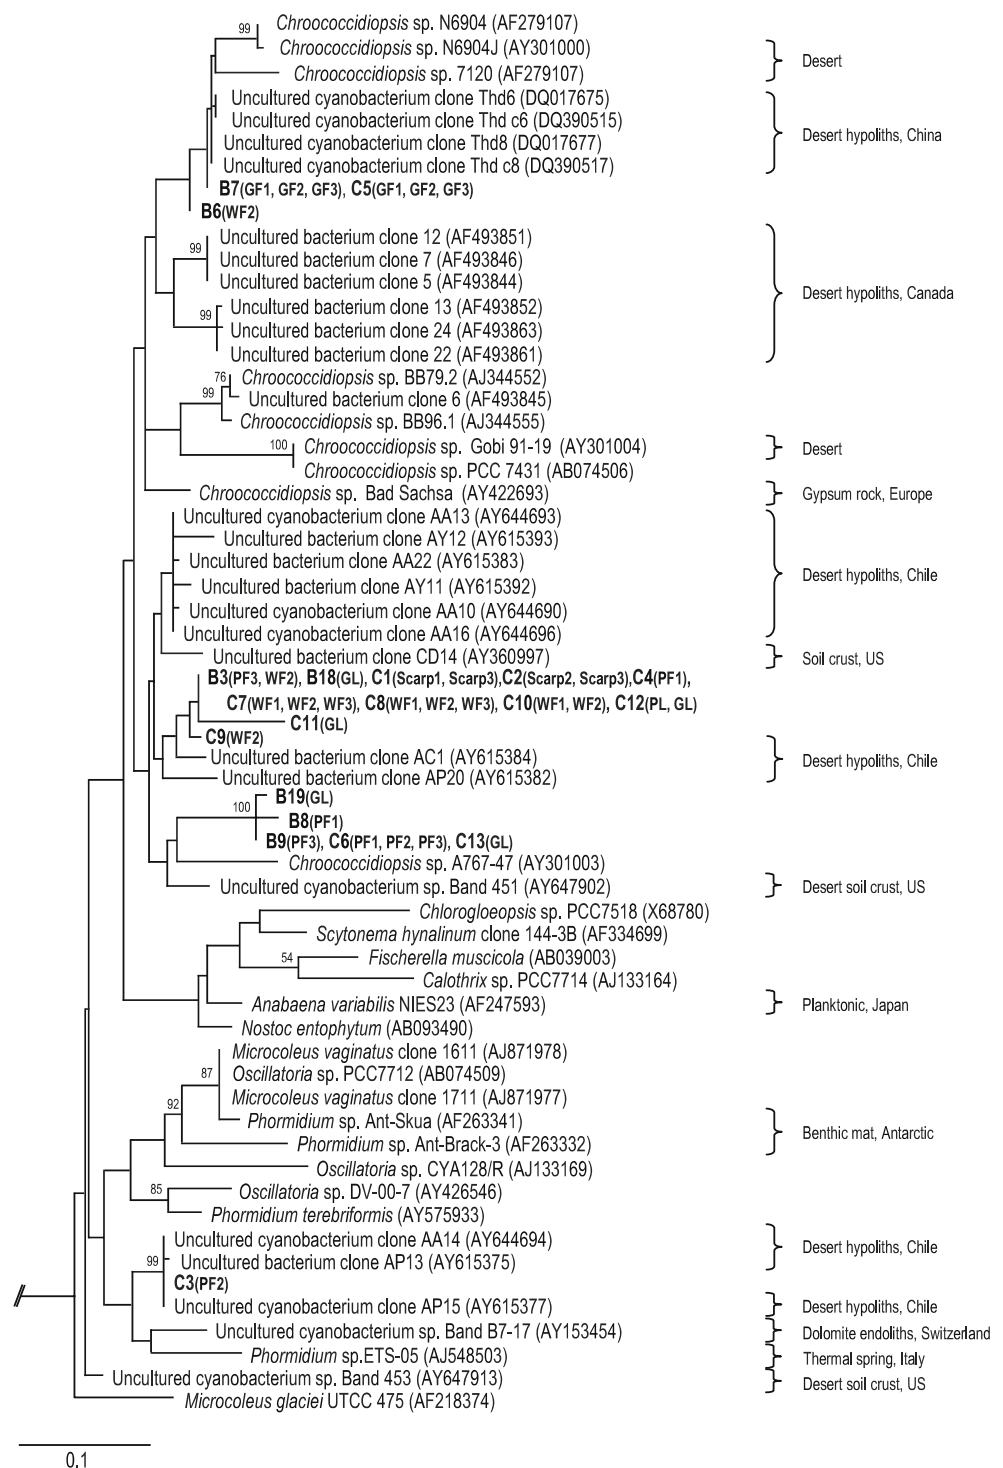 99
Chroococcidiopsis sp. N6904 (AF279107)
Chroococcidiopsis sp. N6904J (AY301000)
Chroococcidiopsis sp. 7120 (AF279107)
Desert
Uncultured cyanobacterium clone Thd6 (DQ017675)
Uncultured cyanobacterium clone Thd c6 (DQ390515)
Uncultured cyanobacterium clone Thd8 (DQ017677)
Uncultured cyanobacterium clone Thd c8 (DQ390517)
Desert hypoliths, China
B7(GF1, GF2, GF3), C5(GF1, GF2, GF3)
B6(WF2)
99
Uncultured bacterium clone 12 (AF493851)
Uncultured bacterium clone 7 (AF493846)
Uncultured bacterium clone 5 (AF493844)
99
Uncultured bacterium clone 13 (AF493852)
Uncultured bacterium clone 24 (AF493863)
Uncultured bacterium clone 22 (AF493861)
Desert hypoliths, Canada
76
99
Chroococcidiopsis sp. BB79.2 (AJ344552)
Uncultured bacterium clone 6 (AF493845)
Chroococcidiopsis sp. BB96.1 (AJ344555)
100
Chroococcidiopsis sp. Gobi 91-19 (AY301004)
Chroococcidiopsis sp. PCC 7431 (AB074506)
Desert
Chroococcidiopsis sp. Bad Sachsa (AY422693)
Gypsum rock, Europe
Uncultured cyanobacterium clone AA13 (AY644693)
Uncultured bacterium clone AY12 (AY615393)
Uncultured bacterium clone AA22 (AY615383)
Uncultured bacterium clone AY11 (AY615392)
Uncultured cyanobacterium clone AA10 (AY644690)
Uncultured cyanobacterium clone AA16 (AY644696)
Desert hypoliths, Chile
Uncultured bacterium clone CD14 (AY360997)
Soil crust, US
B3(PF3, WF2), B18(GL), C1(Scarp1, Scarp3),C2(Scarp2, Scarp3),C4(PF1),
C7(WF1, WF2, WF3), C8(WF1, WF2, WF3), C10(WF1, WF2), C12(PL, GL)
C11(GL)
C9(WF2)
Uncultured bacterium clone AC1 (AY615384)
Uncultured bacterium clone AP20 (AY615382)
Desert hypoliths, Chile
100
B19(GL)
B8(PF1)
B9(PF3), C6(PF1, PF2, PF3), C13(GL)
Chroococcidiopsis sp. A767-47 (AY301003)
Uncultured cyanobacterium sp. Band 451 (AY647902)
Desert soil crust, US
Chlorogloeopsis sp. PCC7518 (X68780)
Scytonema hynalinum clone 144-3B (AF334699)
54
Fischerella muscicola (AB039003)
Calothrix sp. PCC7714 (AJ133164)
Anabaena variabilis NIES23 (AF247593)
Planktonic, Japan
Nostoc entophytum (AB093490)
87
Microcoleus vaginatus clone 1611 (AJ871978)
Oscillatoria sp. PCC7712 (AB074509)
Microcoleus vaginatus clone 1711 (AJ871977)
92
Phormidium sp. Ant-Skua (AF263341)
Phormidium sp. Ant-Brack-3 (AF263332)
Benthic mat, Antarctic
Oscillatoria sp. CYA128/R (AJ133169)
85
Oscillatoria sp. DV-00-7 (AY426546)
Phormidium terebriformis (AY575933)
99
Uncultured cyanobacterium clone AA14 (AY644694)
Uncultured bacterium clone AP13 (AY615375)
Desert hypoliths, Chile
C3(PF2)
Uncultured cyanobacterium clone AP15 (AY615377)
Desert hypoliths, Chile
Uncultured cyanobacterium sp. Band B7-17 (AY153454)
Dolomite endoliths, Switzerland
Phormidium sp.ETS-05 (AJ548503)
Thermal spring, Italy
Uncultured cyanobacterium sp. Band 453 (AY647913)
Desert soil crust, US
Microcoleus glaciei UTCC 475 (AF218374)
0.1